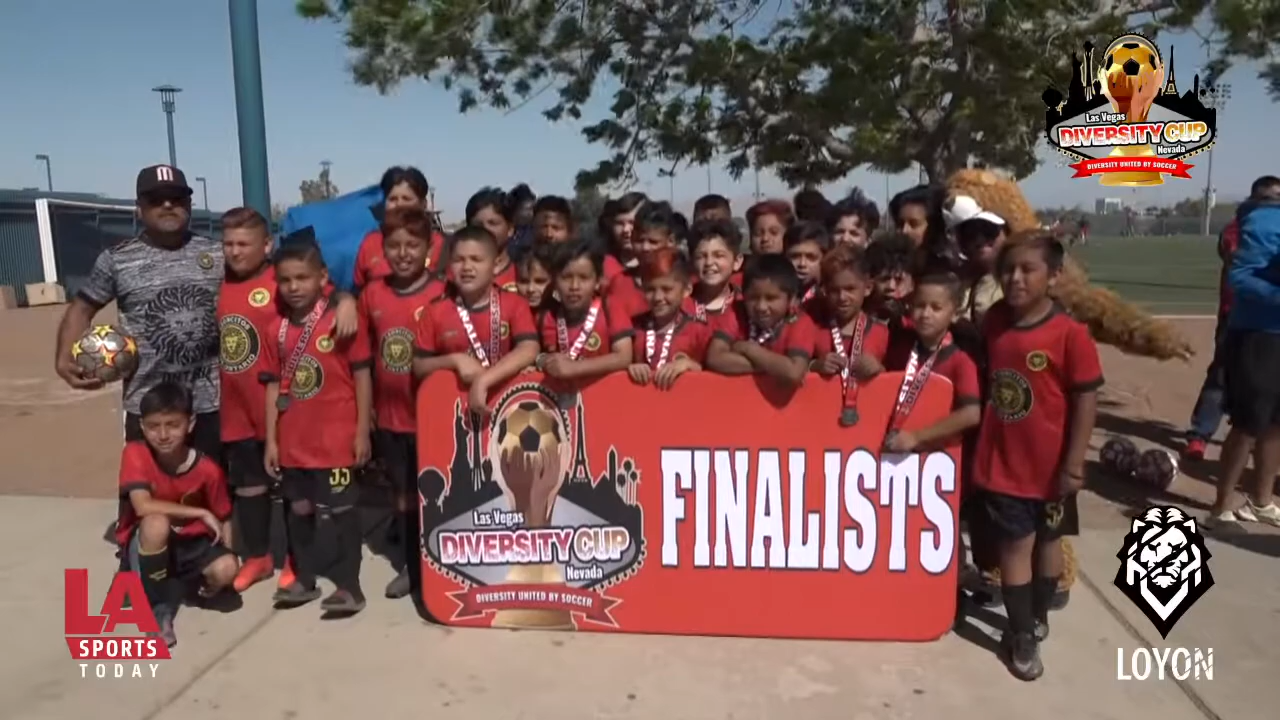 Las Vegas
DIVERSITY CUP
Nevada
DIVERSITY UNITED BY SOCCER
FINALISTS
Las Vegas
DIVERSITY CUP
Nevada
DIVERSITY UNITED BY SOCCER
55
LA
SPORTS
TODAY
LOYON